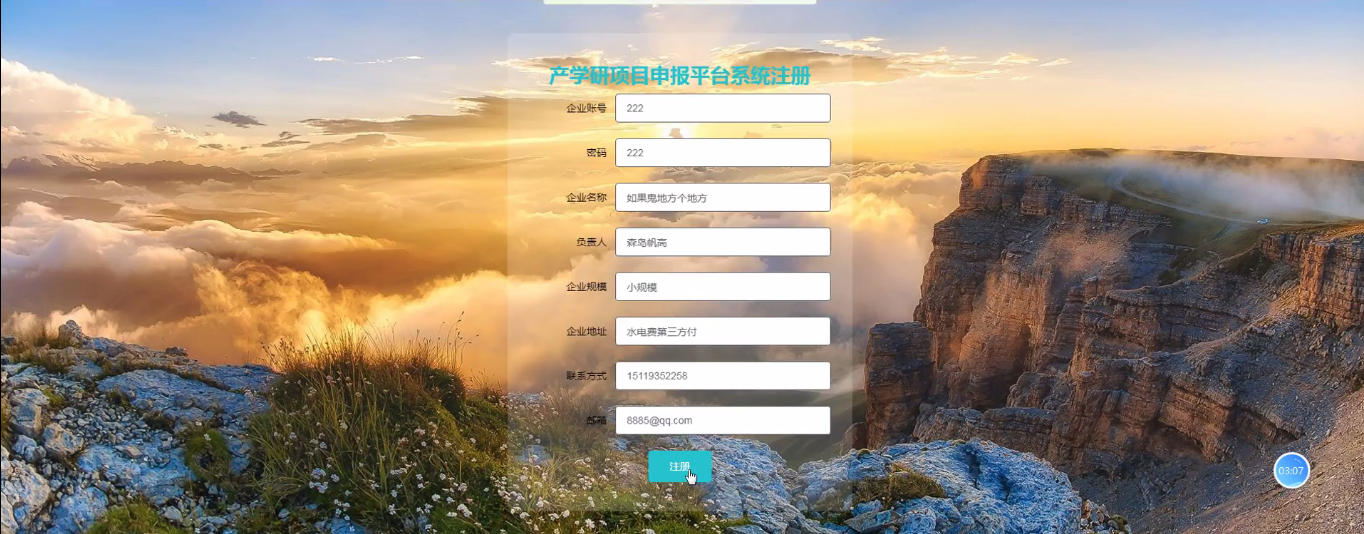 产学研项目申报平台系统注册
企业账号 222
密码 222
企业名称 如果鬼地方个地方
负责人 森岛帆高
企业规模 小规模
企业地址 水电费第三方付
联系方式 15119352258
邮箱 8885@qq.com
注册
03:07